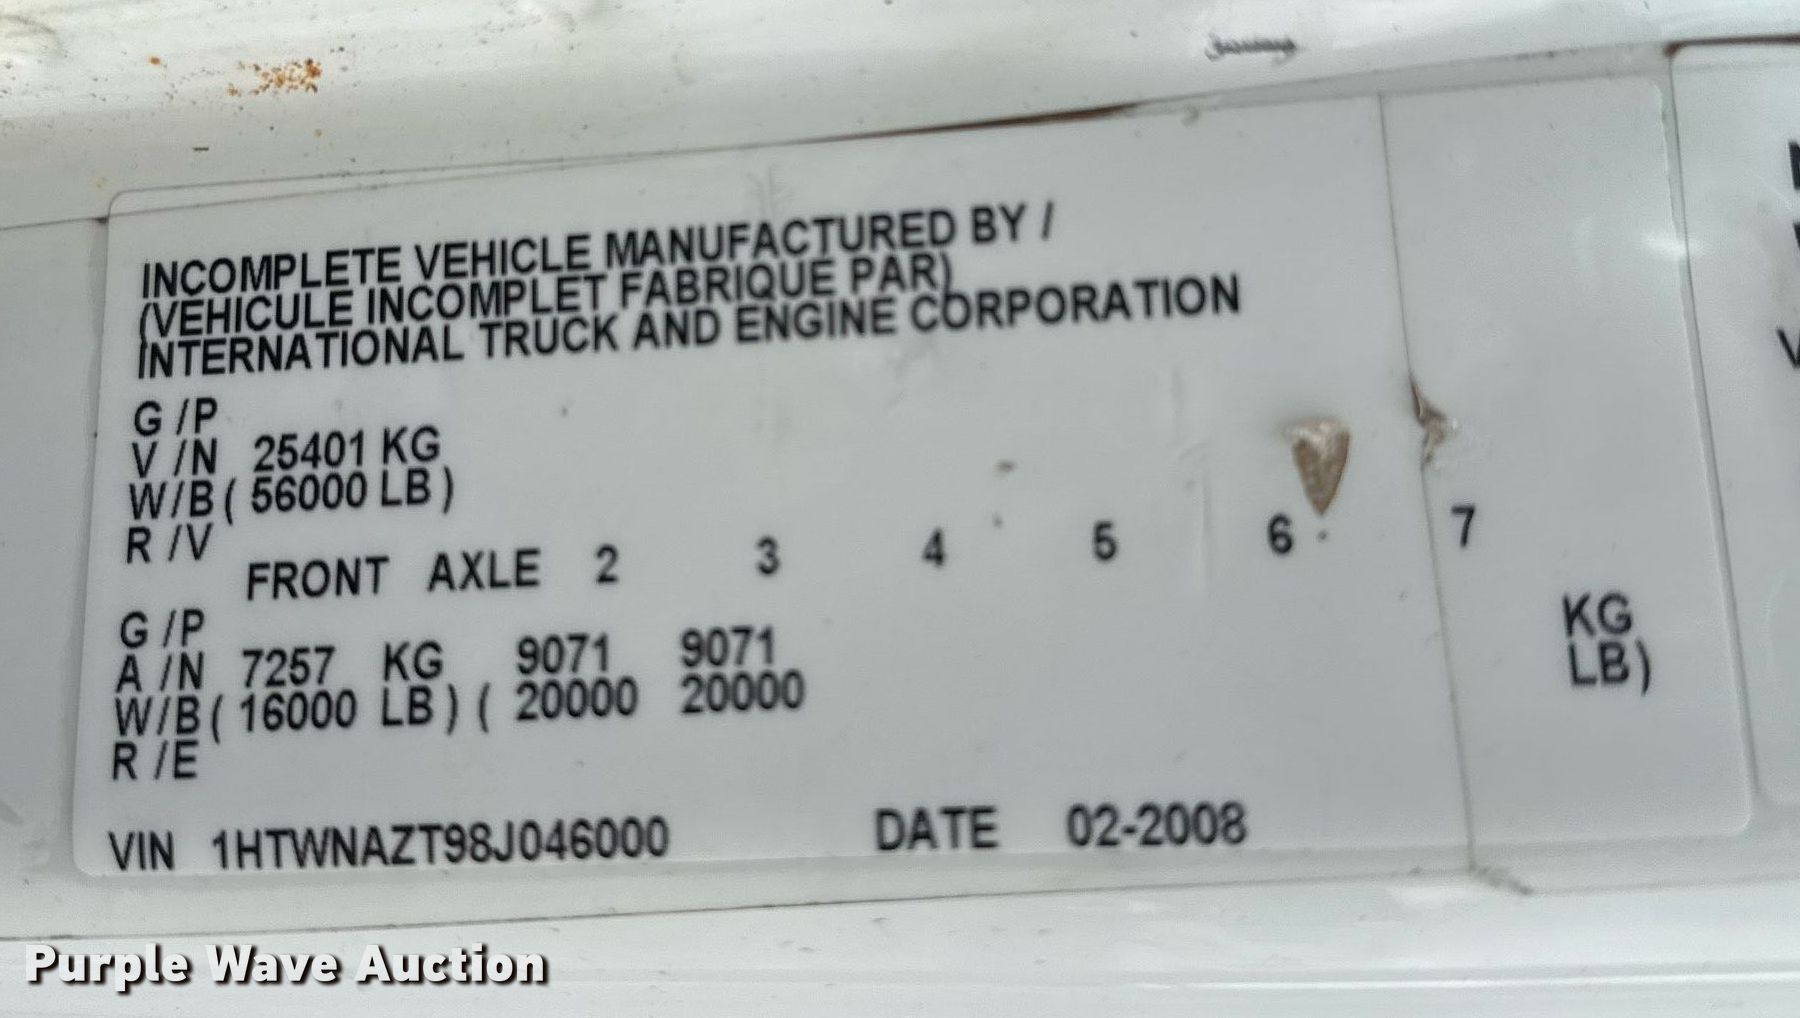 INCOMPLETE VEHICLE MANUFACTURED BY /
(VEHICULE INCOMPLET FABRIQUE PAR)
INTERNATIONAL TRUCK AND ENGINE CORPORATION
G /P
V /N 25401 KG
W/B ( 56000 LB )
R /V
FRONT AXLE 2 3 4 5 6 7
G /P
A /N 7257 KG 9071 9071 KG
W/B ( 16000 LB ) ( 20000 20000 LB)
R /E
VIN 1HTWNAZT98J046000 DATE 02-2008
Purple Wave Auction